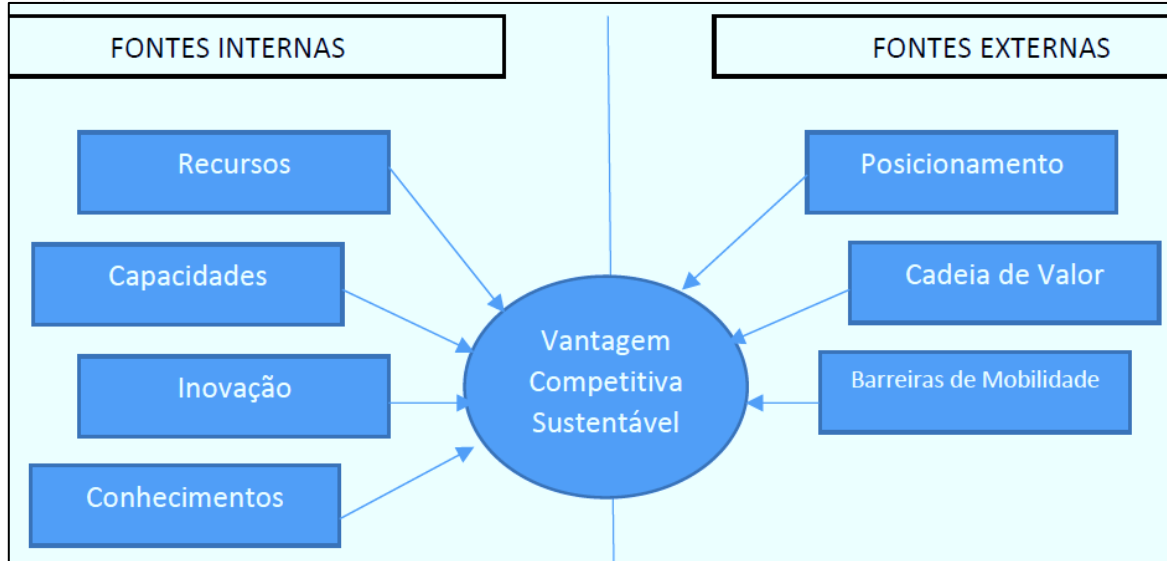 FONTES INTERNAS
FONTES EXTERNAS
Recursos
Capacidades
Inovação
Conhecimentos
Vantagem
Competitiva
Sustentável
Posicionamento
Cadeia de Valor
Barreiras de Mobilidade